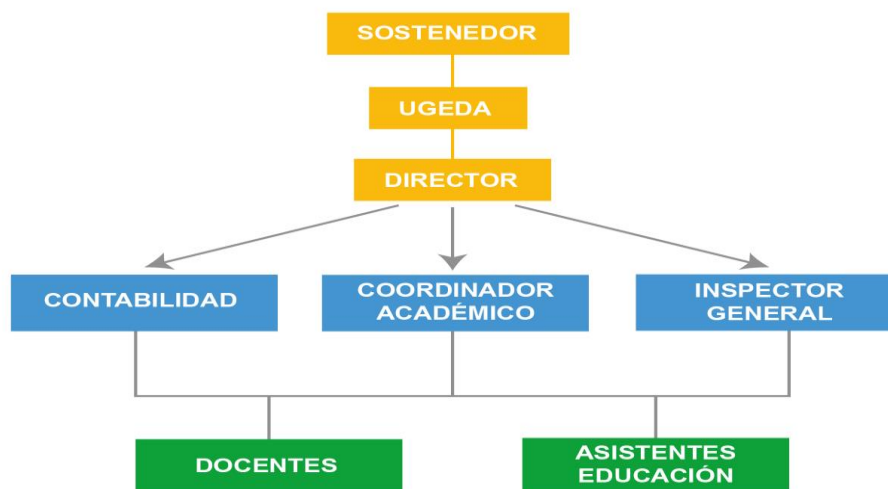 SOSTENEDOR
UGEDA
DIRECTOR
CONTABILIDAD
COORDINADOR
ACADÉMICO
INSPECTOR
GENERAL
DOCENTES
ASISTENTES
EDUCACIÓN